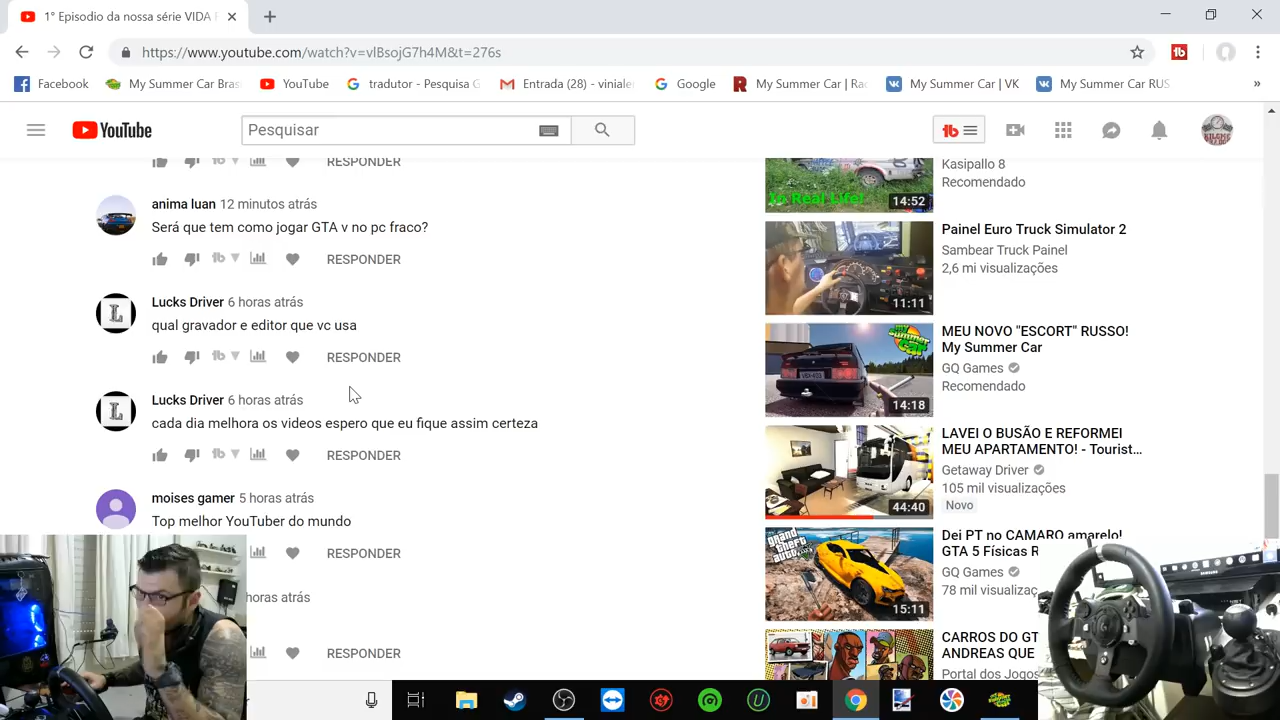 1° Episodio da nossa série VIDA
https://www.youtube.com/watch?v=vlBsojG7h4M&t=276s
Facebook
My Summer Car Bras
YouTube
tradutor - Pesquisa G
Entrada (28) - vinialer
Google
My Summer Car | Rac
My Summer Car | VK
My Summer Car RUS
»
YouTube
Pesquisar
RESPONDER
anima luan 12 minutos atrás
Será que tem como jogar GTA v no pc fraco?
RESPONDER
Lucks Driver 6 horas atrás
qual gravador e editor que vc usa
RESPONDER
Lucks Driver 6 horas atrás
cada dia melhora os videos espero que eu fique assim certeza
RESPONDER
moises gamer 5 horas atrás
Top melhor YouTuber do mundo
RESPONDER
horas atrás
RESPONDER
In Real Life!
14:52
Kasipallo 8
Recomendado
11:11
Painel Euro Truck Simulator 2
Sambear Truck Painel
2,6 mi visualizações
my Summer Car
14:18
MEU NOVO "ESCORT" RUSSO!
My Summer Car
GQ Games
Recomendado
44:40
LAVEI O BUSÃO E REFORMEI
MEU APARTAMENTO! - Tourist...
Getaway Driver
105 mil visualizações
Novo
grand theft auto
15:11
Dei PT no CAMARO amarelo!
GTA 5 Físicas R
GQ Games
78 mil visualizaç
CARROS DO GT
ANDREAS QUE
Portal dos Jogos